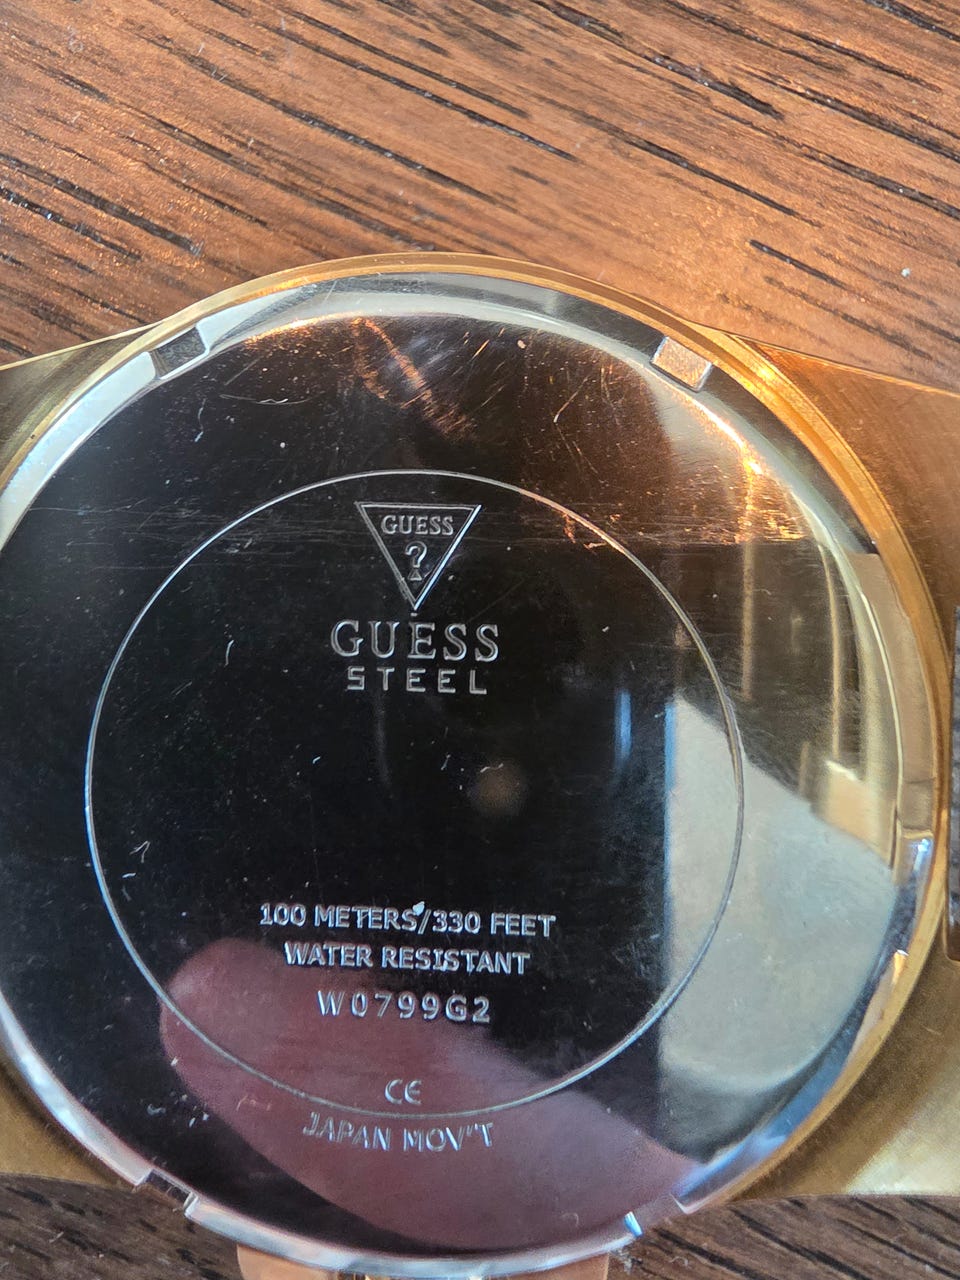 GUESS
?
GUESS
STEEL
100 METERS/330 FEET
WATER RESISTANT
W0799G2
CE
JAPAN MOV'T